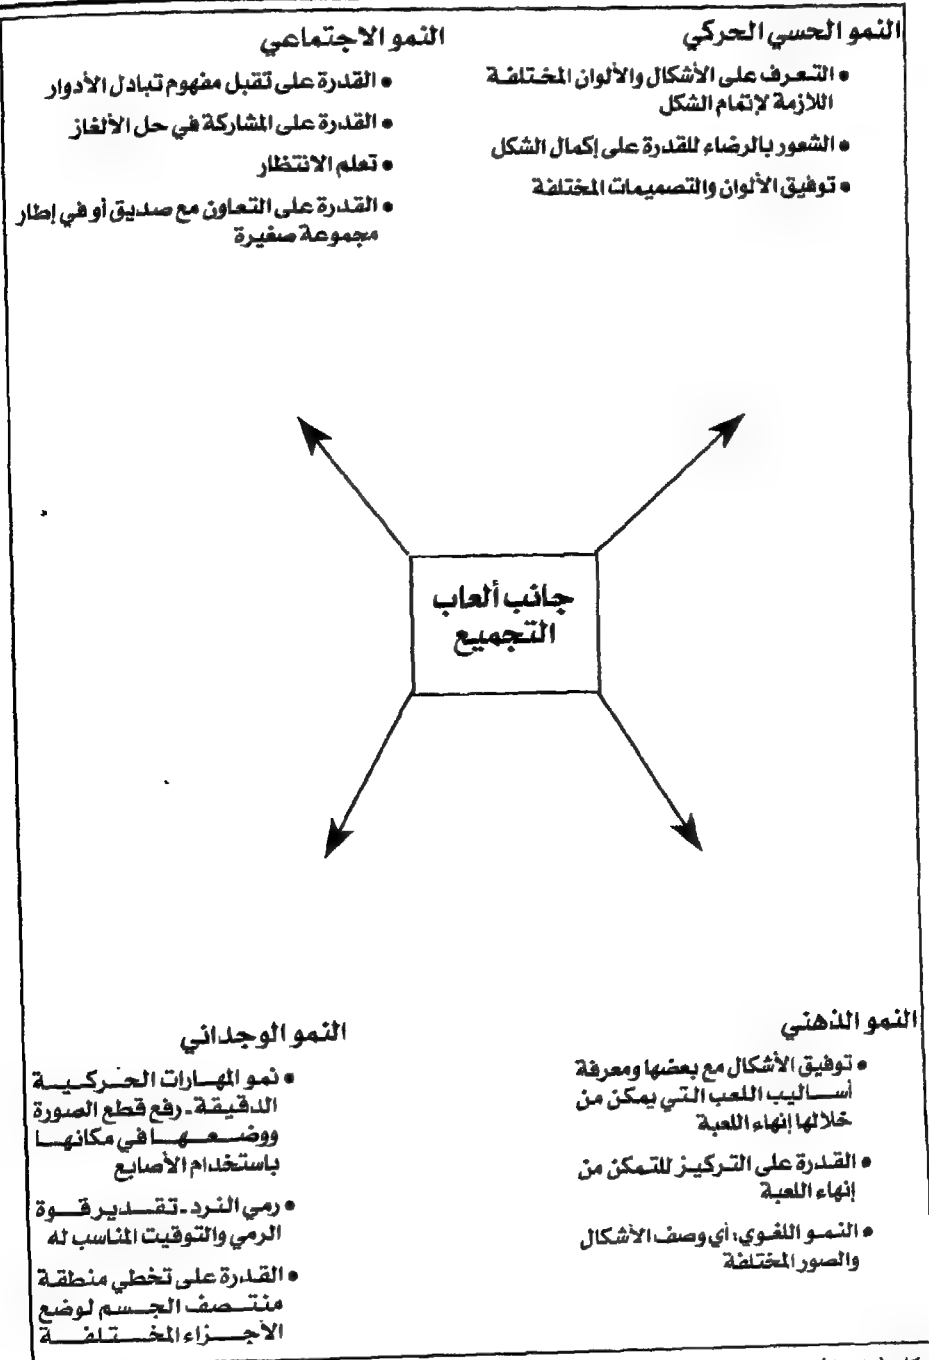 النمو الحسي الحركي
• التعرف على الأشكال والألوان المختلفة
اللازمة لإتمام الشكل
• الشعور بالرضاء للقدرة على إكمال الشكل
• توفيق الألوان والتصميمات المختلفة
النمو الاجتماعي
• القدرة على تقبل مفهوم تبادل الأدوار
• القدرة على المشاركة في حل الألغاز
• تعلم الانتظار
• القدرة على التعاون مع صديق أو في إطار
مجموعة صغيرة
جانب ألعاب
التجميع
النمو الذهني
• توفيق الأشكال مع بعضها ومعرفة
أساليب اللعب التي يمكن من
خلالها إنهاء اللعبة
• القدرة على التركيز للتمكن من
إنهاء اللعبة
• النمو اللغوي: أي وصف الأشكال
والصور المختلفة
النمو الوجداني
• نمو المهارات الحركية
الدقيقة - رفع قطع الصورة
ووضعها في مكانها
باستخدام الأصابع
• رمي النرد - تقدير قوة
الرمي والتوقيت المناسب له
• القدرة على تخطي منطقة
منتصف الجسم لوضع
الأجزاء المختلفة